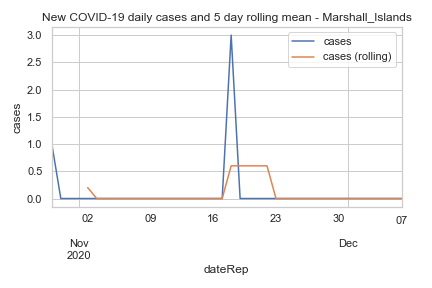 New COVID-19 daily cases and 5 day rolling mean - Marshall_Islands
cases
cases (rolling)
3.0
2.5
2.0
1.5
1.0
0.5
0.0
cases
02 09 16 23 30 07
Nov Dec
2020
dateRep